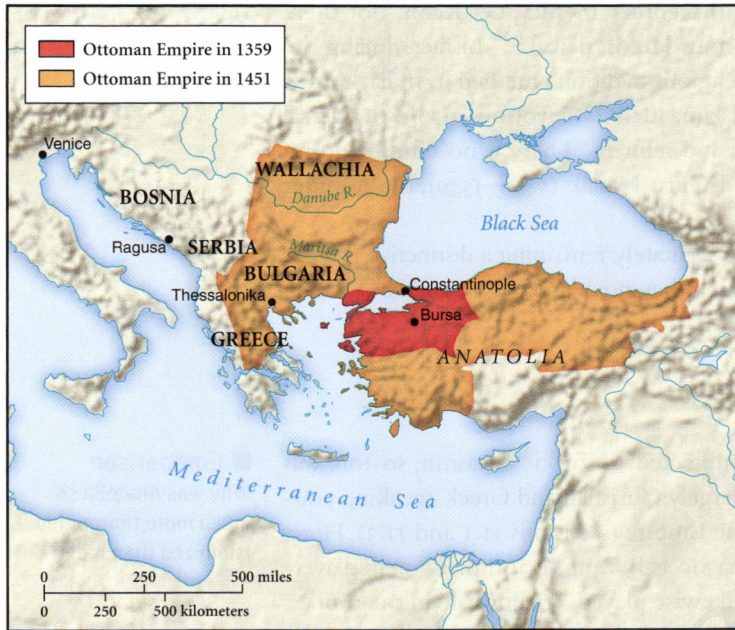 Ottoman Empire in 1359
Ottoman Empire in 1451
Venice
WALLACHIA
Danube R.
BOSNIA
Black Sea
Ragusa
SERBIA
Maritsa R.
BULGARIA
Constantinople
Thessalonika
Bursa
GREECE
ANATOLIA
Mediterranean Sea
0 250 500 miles
0 250 500 kilometers